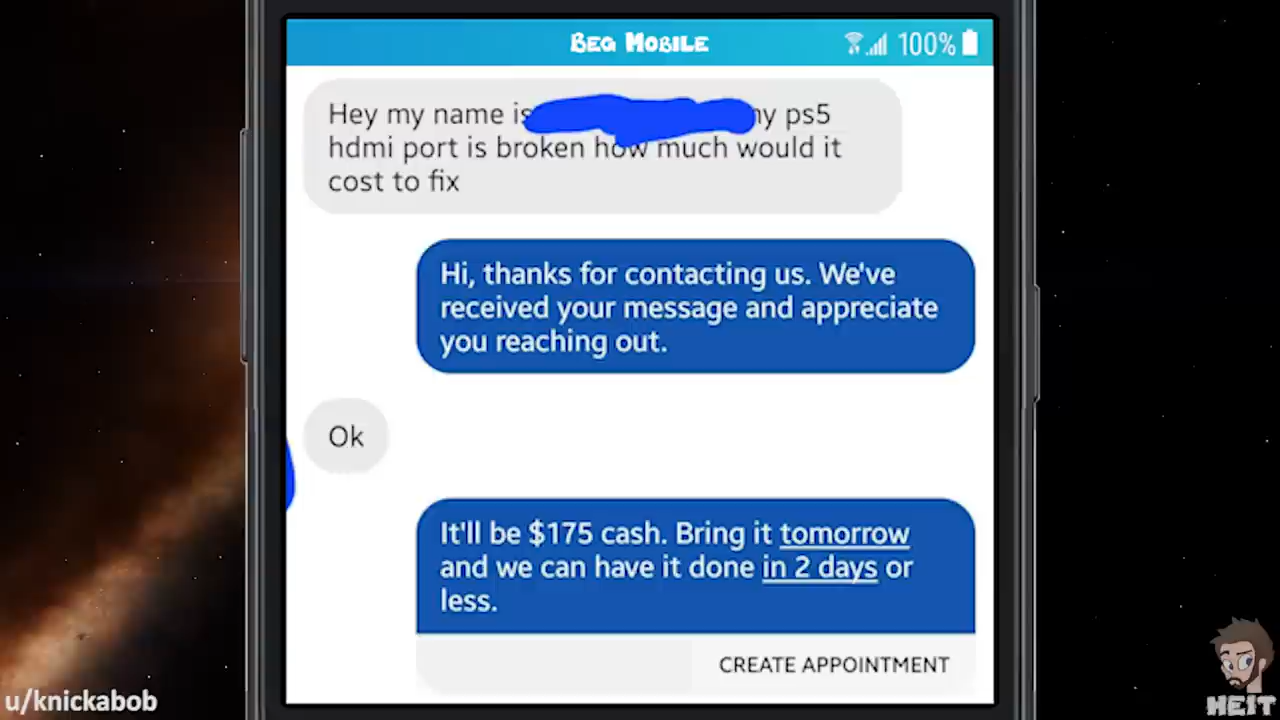 Beg Mobile
100%
Hey my name is ps5
hdmi port is broken how much would it
cost to fix
Hi, thanks for contacting us. We've
received your message and appreciate
you reaching out.
Ok
It'll be $175 cash. Bring it tomorrow
and we can have it done in 2 days or
less.
CREATE APPOINTMENT
u/knickabob
HEIT